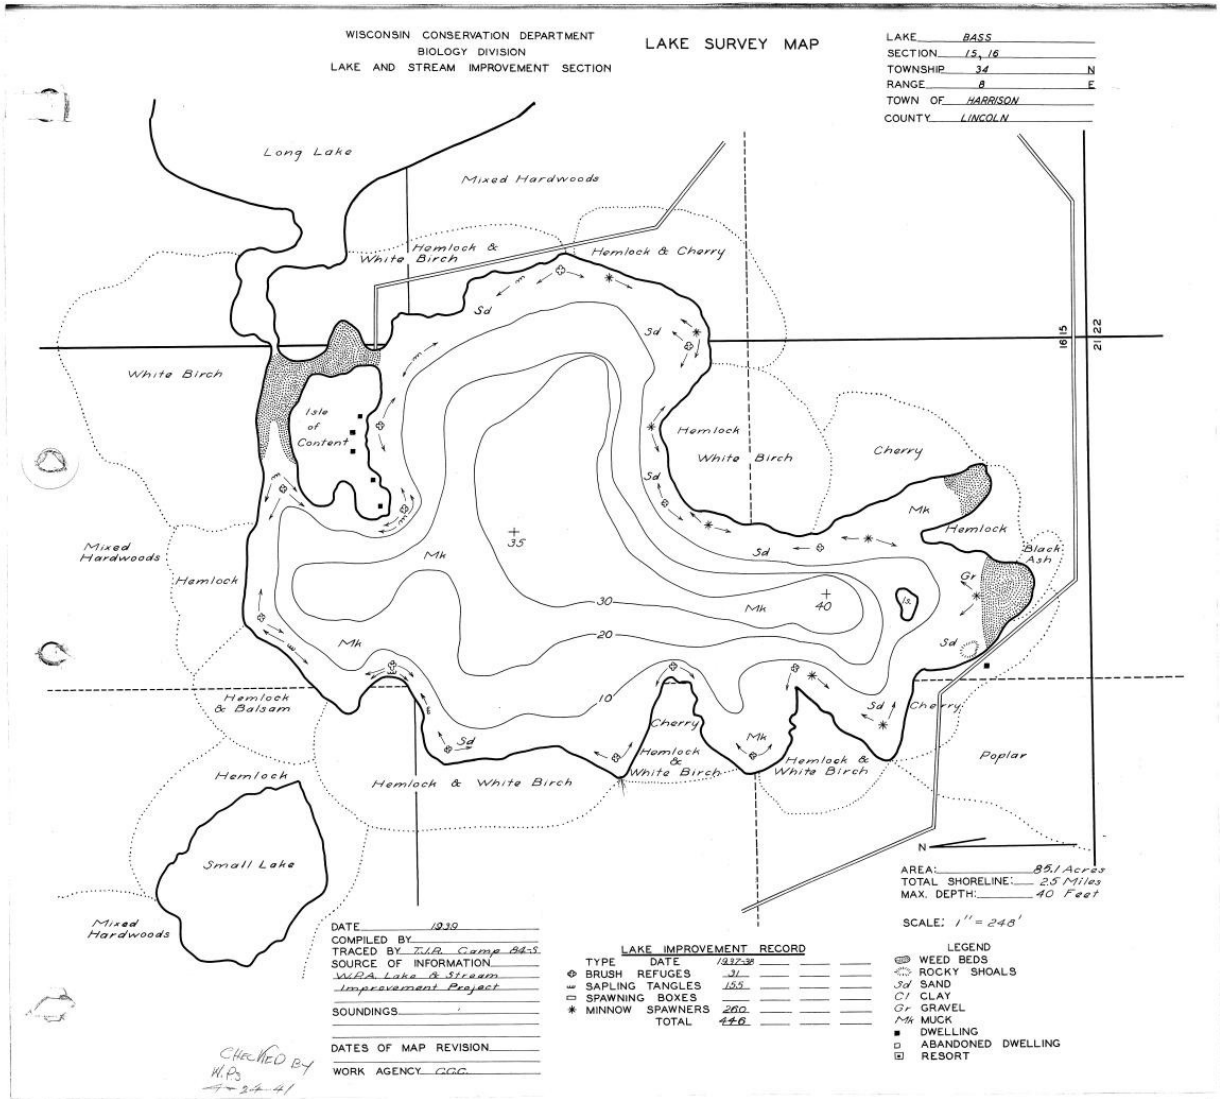 WISCONSIN CONSERVATION DEPARTMENT
BIOLOGY DIVISION
LAKE AND STREAM IMPROVEMENT SECTION
LAKE SURVEY MAP
LAKE BASS
SECTION 15, 16
TOWNSHIP 34 N
RANGE 8 E
TOWN OF HARRISON
COUNTY LINCOLN
Long Lake
Mixed Hardwoods
Hemlock &
White Birch
Hemlock & Cherry
Sd
Sd
16 15
21 22
White Birch
Isle
of
Content
Hemlock
White Birch
Cherry
Sd
Mk
Hemlock
Black
Ash
35
Mk
Sd
Mixed
Hardwoods
Hemlock
Gr
30
Mk
40
Is.
20
Mk
Sd
10
Hemlock
& Balsam
Sd
Cherry
Sd
Cherry
Mk
Hemlock
&
White Birch
Hemlock &
White Birch
Poplar
Hemlock
Hemlock & White Birch
Small Lake
Mixed
Hardwoods
N
AREA: 85.1 Acres
TOTAL SHORELINE: 2.5 Miles
MAX. DEPTH: 40 Feet
SCALE: 1" = 248'
DATE 1939
COMPILED BY
TRACED BY T.J.R. Camp 84-S
SOURCE OF INFORMATION
W.P.A. Lake & Stream
Improvement Project
SOUNDINGS
DATES OF MAP REVISION
WORK AGENCY C.C.C.
LAKE IMPROVEMENT RECORD
TYPE DATE 1937-38
BRUSH REFUGES 31
SAPLING TANGLES 155
SPAWNING BOXES
MINNOW SPAWNERS 260
TOTAL 446
LEGEND
WEED BEDS
ROCKY SHOALS
Sd SAND
Cl CLAY
Gr GRAVEL
Mk MUCK
DWELLING
ABANDONED DWELLING
RESORT
CHECKED BY
4-24-41